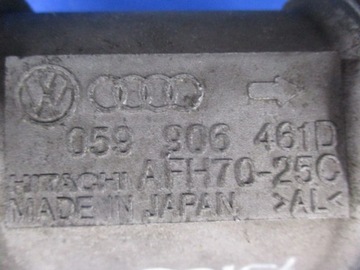 059 906 461D
HITACHI AFH70-25C
MADE IN JAPAN >AL<